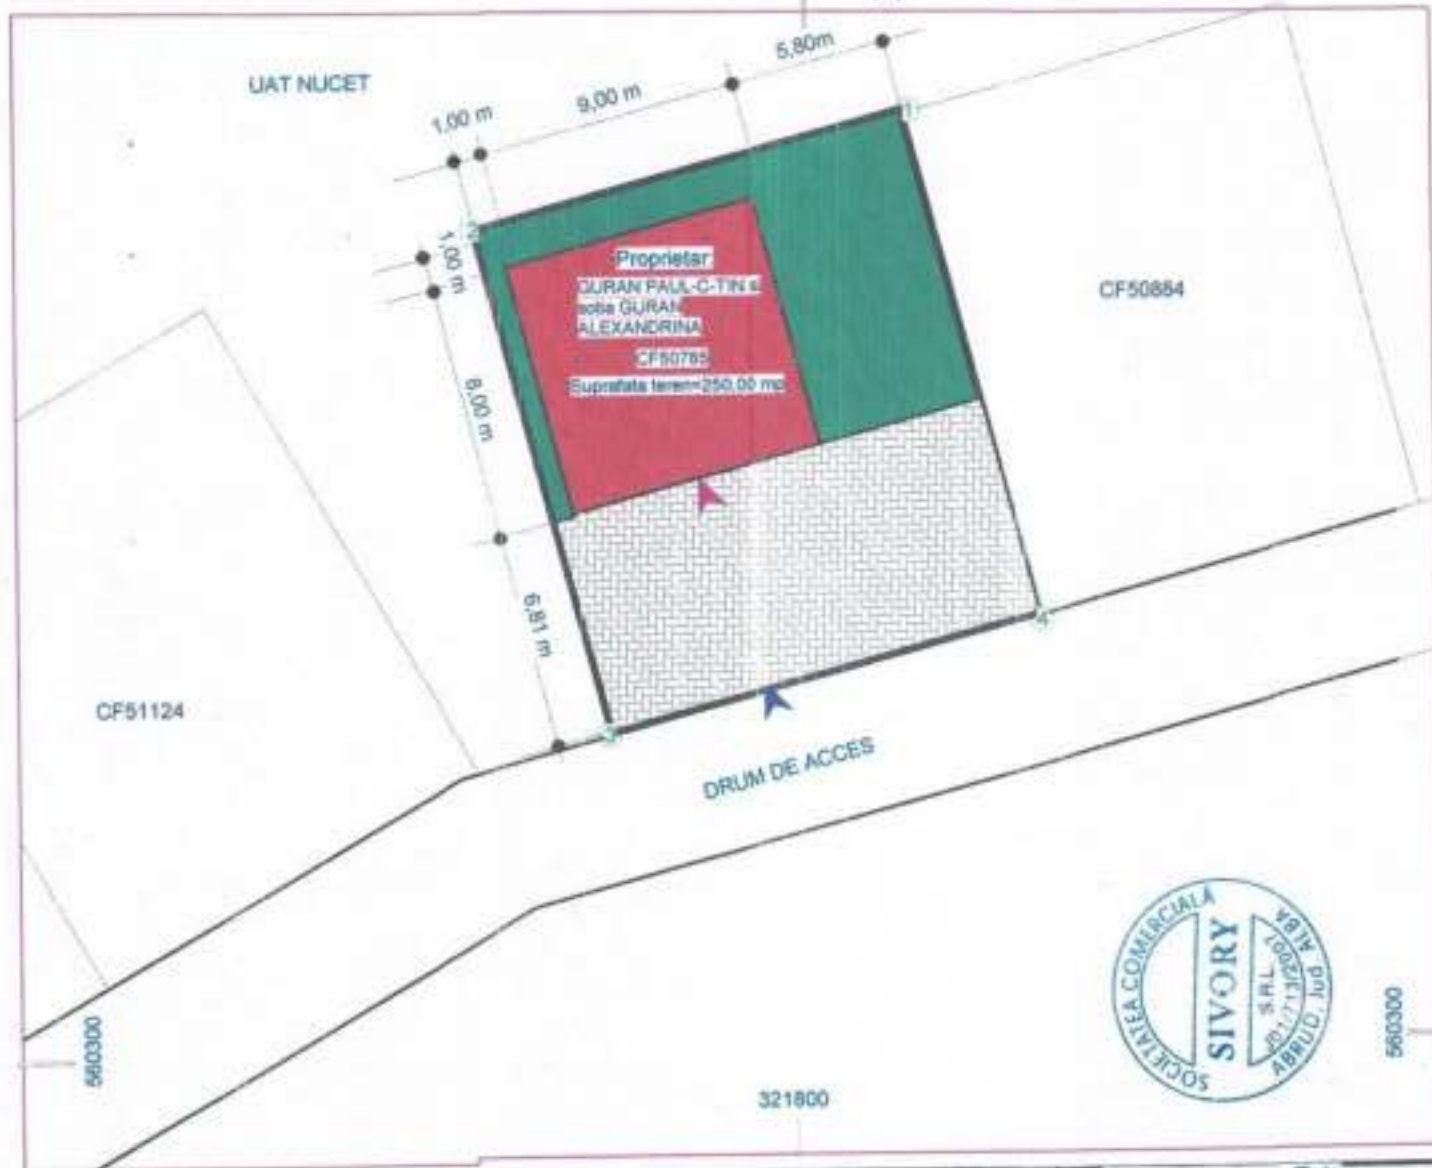 5,80m
UAT NUCET
9,00 m
1,00 m
1,00 m
Proprietar:
GURAN PAUL-C-TIN si
sotia GURAN
ALEXANDRINA
CF50785
Suprafata teren=250,00 mp
CF50884
8,00 m
6,81 m
CF51124
DRUM DE ACCES
SOCIETATEA COMERCIALĂ
SIVORY
S.R.L.
ABRUD, Jud ALBA
560300
560300
321800